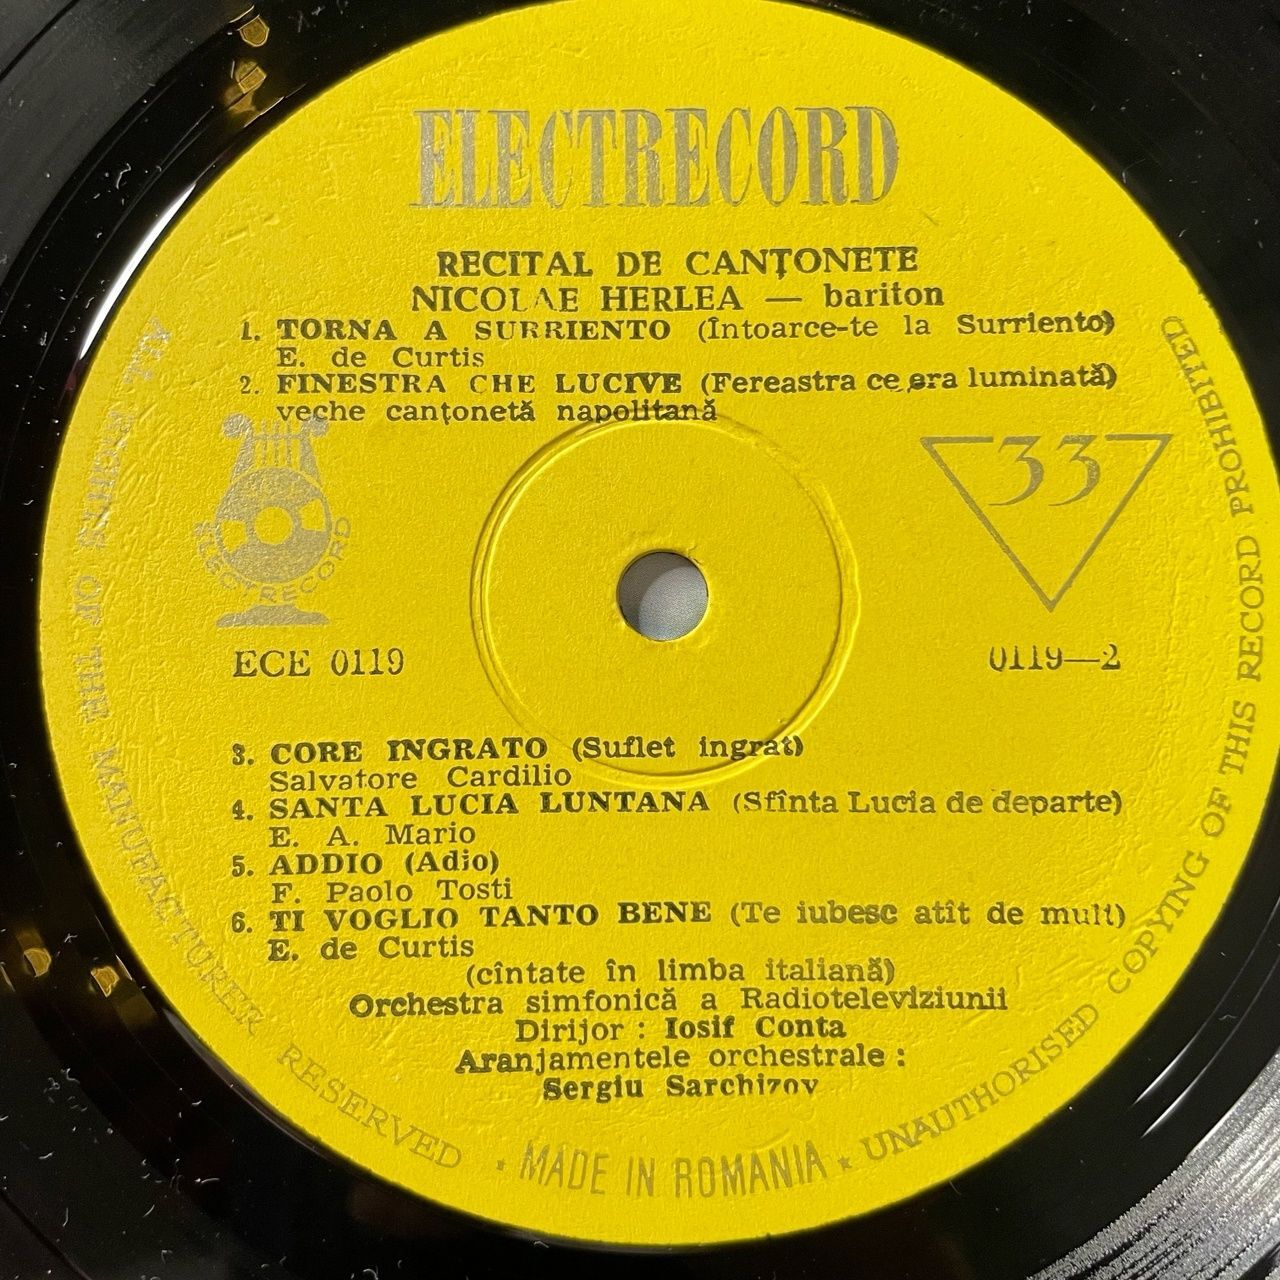 ELECTRECORD
RECITAL DE CANȚONETE
NICOLAE HERLEA — bariton
1. TORNA A SURRIENTO (Întoarce-te la Surriento)
E. de Curtis
2. FINESTRA CHE LUCIVE (Fereastra ce era luminată)
veche canțonetă napolitană
33
ELECTRECORD
ECE 0119
0119—2
3. CORE INGRATO (Suflet ingrat)
Salvatore Cardilio
4. SANTA LUCIA LUNTANA (Sfînta Lucia de departe)
E. A. Mario
5. ADDIO (Adio)
F. Paolo Tosti
6. TI VOGLIO TANTO BENE (Te iubesc atît de mult)
E. de Curtis
(cîntate în limba italiană)
Orchestra simfonică a Radioteleviziunii
Dirijor : Iosif Conta
Aranjamentele orchestrale :
Sergiu Sarchizov
ALL RIGHTS OF THE MANUFACTURER RESERVED * MADE IN ROMANIA * UNAUTHORISED COPYING OF THIS RECORD PROHIBITED